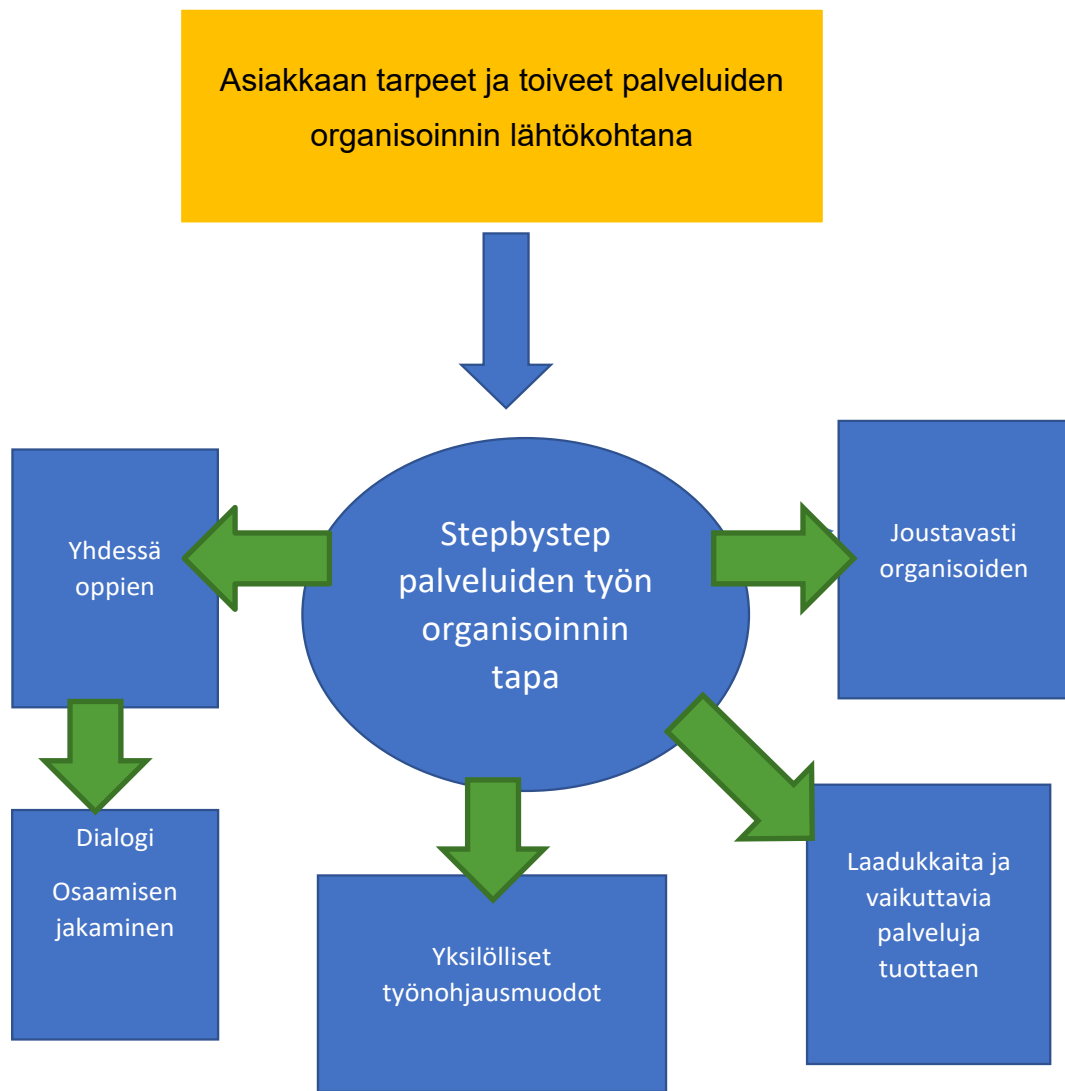 Asiakkaan tarpeet ja toiveet palveluiden
organisoinnin lähtökohtana
Stepbystep
palveluiden työn
organisoinnin
tapa
Yhdessä
oppien
Joustavasti
organisoiden
Dialogi
Osaamisen
jakaminen
Yksilölliset
työnohjausmuodot
Laadukkaita ja
vaikuttavia
palveluja
tuottaen